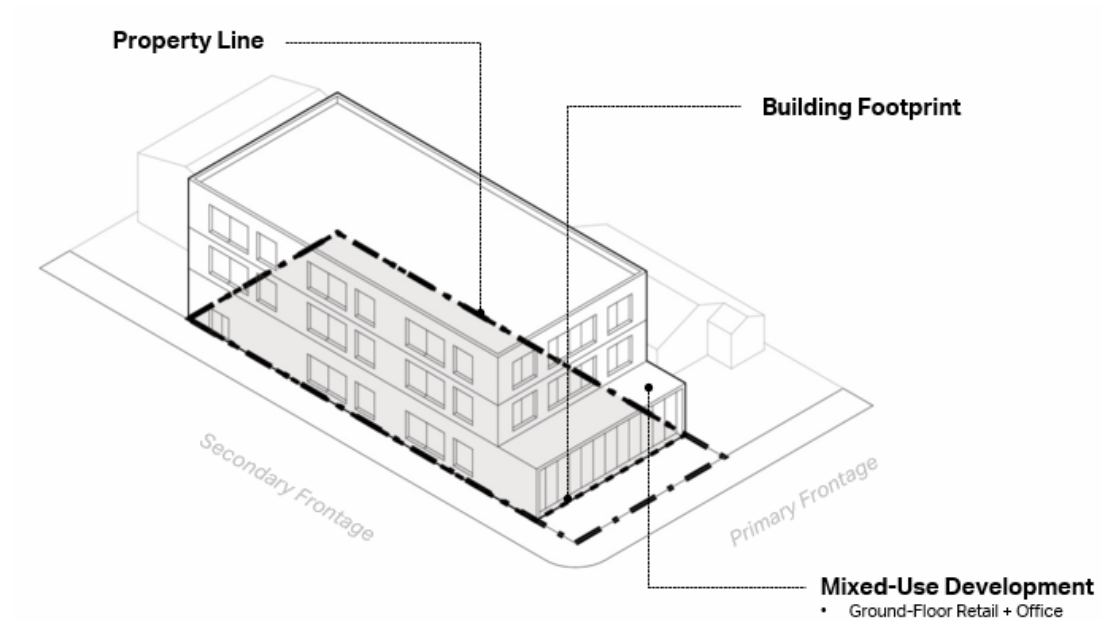 Property Line
Building Footprint
Secondary Frontage
Primary Frontage
Mixed-Use Development
• Ground-Floor Retail + Office